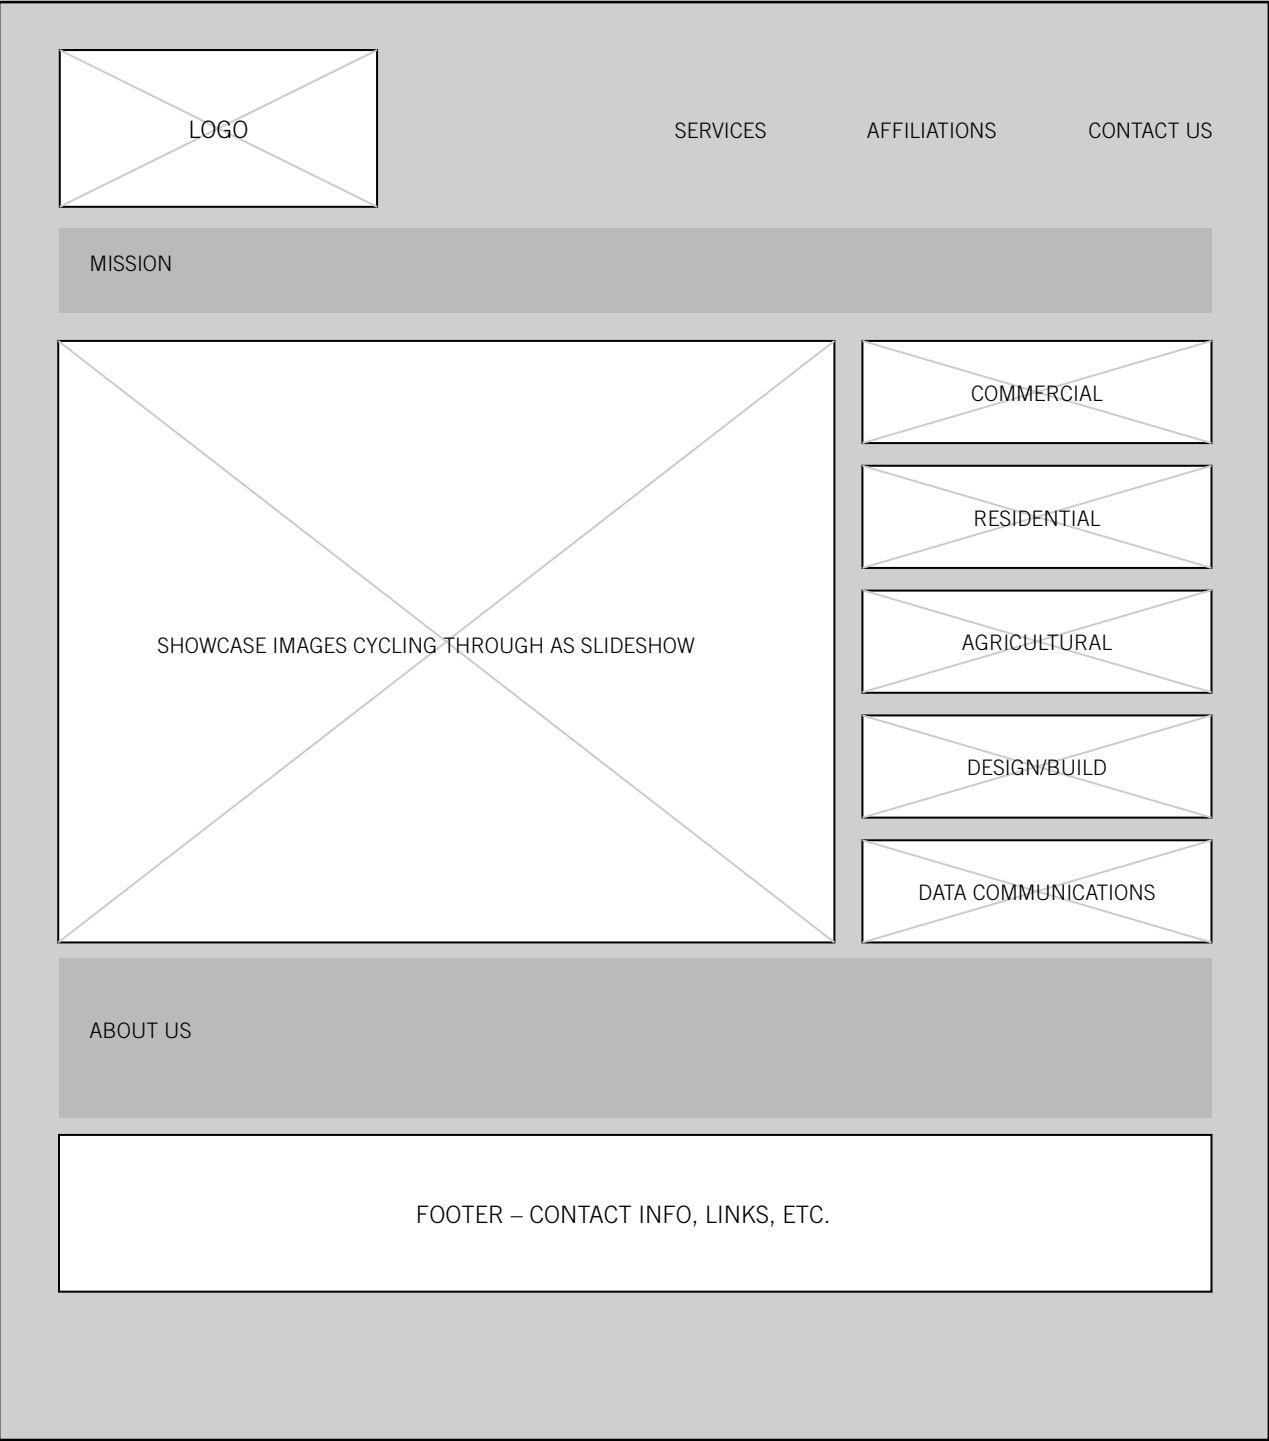 LOGO
SERVICES
AFFILIATIONS
CONTACT US
MISSION
SHOWCASE IMAGES CYCLING THROUGH AS SLIDESHOW
COMMERCIAL
RESIDENTIAL
AGRICULTURAL
DESIGN/BUILD
DATA COMMUNICATIONS
ABOUT US
FOOTER – CONTACT INFO, LINKS, ETC.